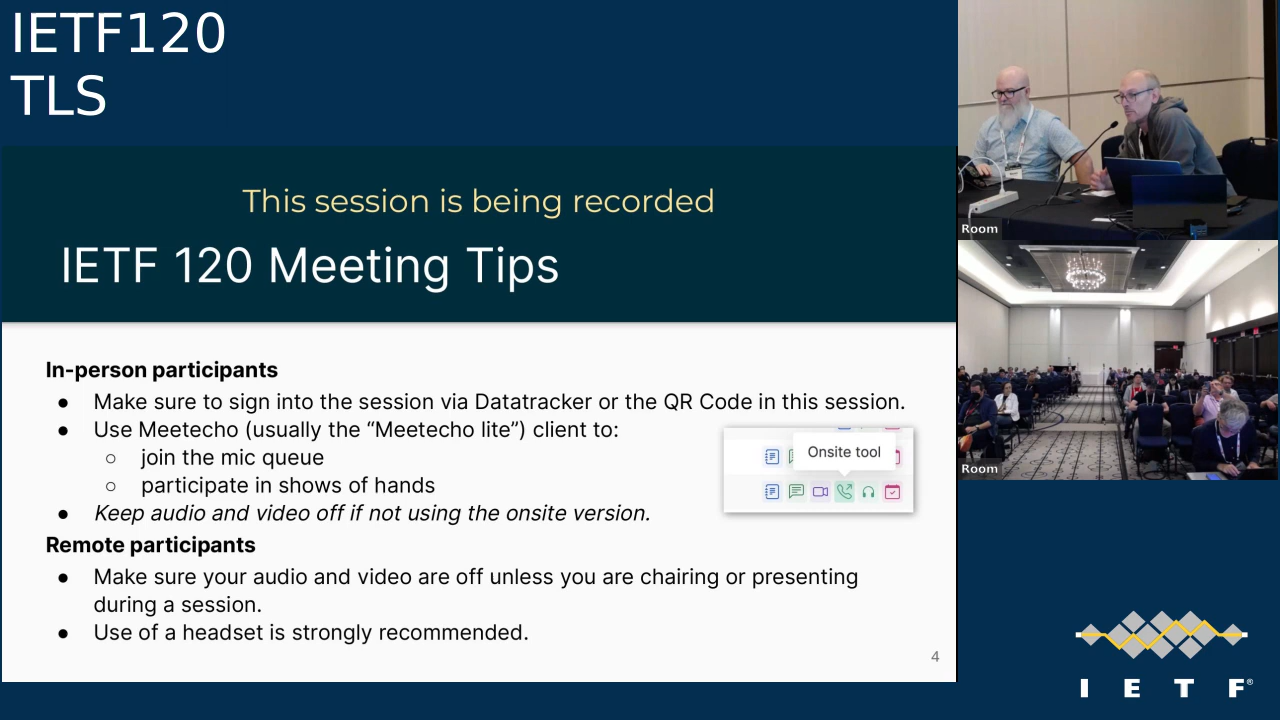 IETF120
TLS
This session is being recorded
IETF 120 Meeting Tips
In-person participants
● Make sure to sign into the session via Datatracker or the QR Code in this session.
● Use Meetecho (usually the “Meetecho lite”) client to:
○ join the mic queue
○ participate in shows of hands
● Keep audio and video off if not using the onsite version.
Onsite tool
Remote participants
● Make sure your audio and video are off unless you are chairing or presenting
during a session.
● Use of a headset is strongly recommended.
4
Room
Room
I E T F®